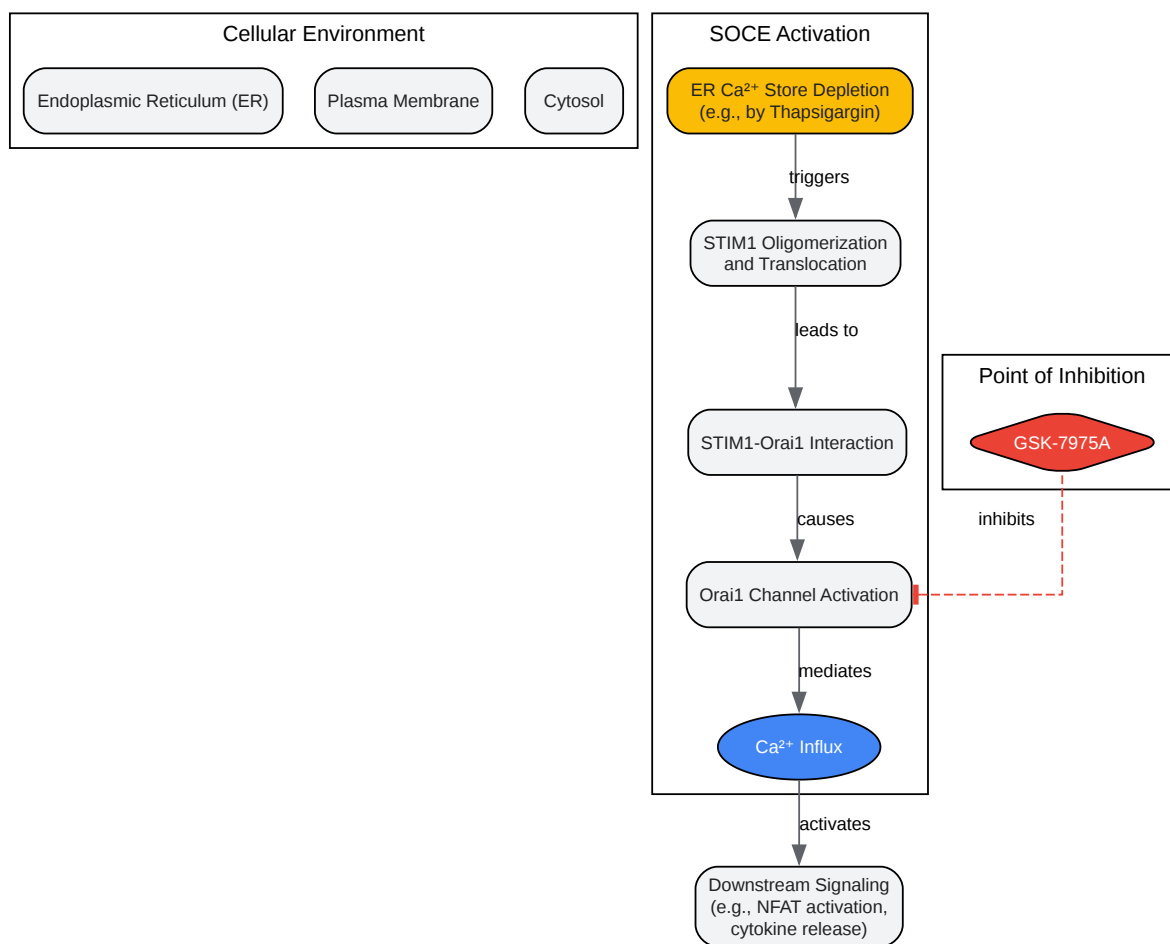 Cellular Environment
Endoplasmic Reticulum (ER)
Plasma Membrane
Cytosol
SOCE Activation
ER Ca²⁺ Store Depletion
(e.g., by Thapsigargin)
triggers
STIM1 Oligomerization
and Translocation
leads to
STIM1-Orai1 Interaction
causes
Orai1 Channel Activation
mediates
Ca²⁺ Influx
activates
Downstream Signaling
(e.g., NFAT activation,
cytokine release)
Point of Inhibition
GSK-7975A
inhibits